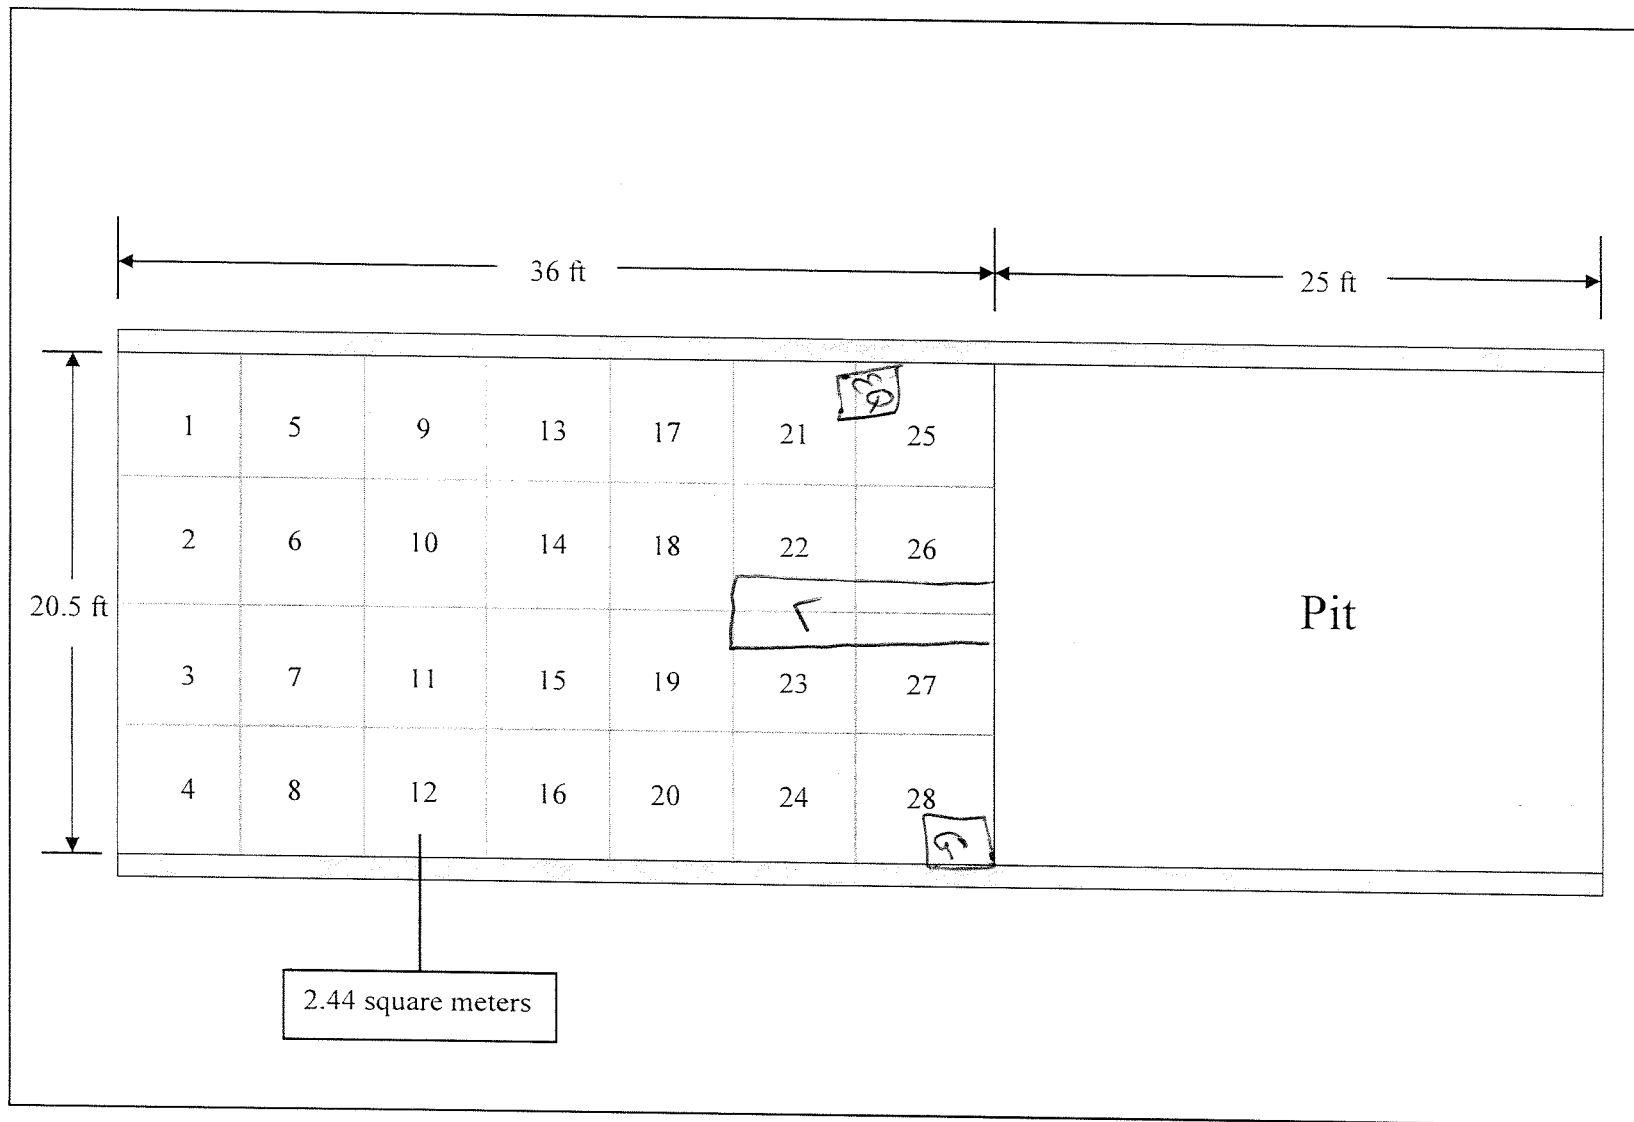 36 ft
25 ft
1 5 9 13 17 21 25
2 6 10 14 18 22 26
20.5 ft
Pit
3 7 11 15 19 23 27
4 8 12 16 20 24 28
G
2.44 square meters